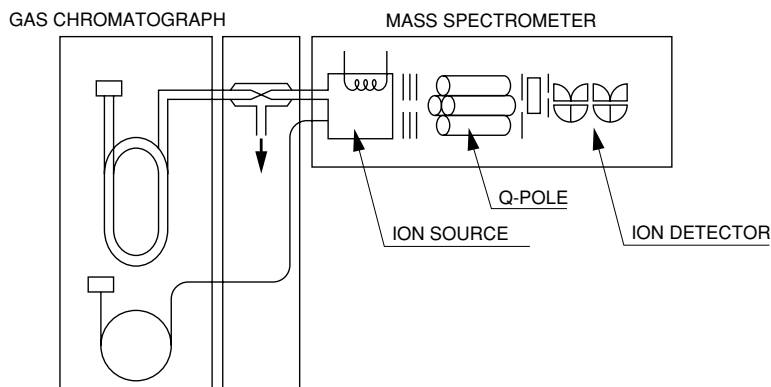 GAS CHROMATOGRAPH
MASS SPECTROMETER
Q-POLE
ION SOURCE
ION DETECTOR